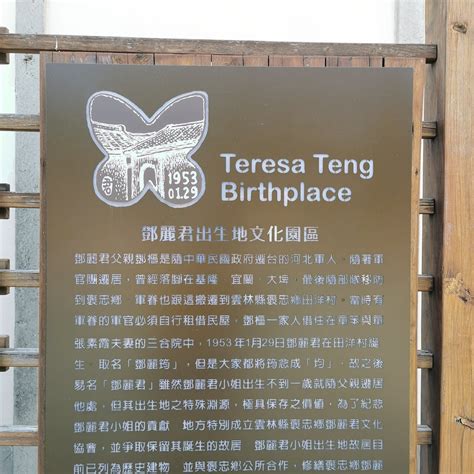 1953
01.29
Teresa Teng
Birthplace
鄧麗君出生地文化園區
鄧麗君父親鄧樞是隨中華民國政府遷台的河北軍人，隨著軍
官團遷居，曾經落腳在基隆 宜蘭、大埤，最後隨部隊移防
到褒忠鄉，軍眷也跟這搬遷到雲林縣褒忠鄉田洋村。當時有
軍眷的軍官必須自行租借民屋，鄧樞一家人借住在
張素霞夫妻的三合院中，1953年1月29日鄧麗君在田洋村誕
生，取名「鄧麗筠」，但是大家都將筠唸成「均」，故之後
易名「鄧麗君」雖然鄧麗君小姐出生不到一歲就隨父親遷居
他處，但其出生地之特殊淵源，極具保存之價值，為了紀念
鄧麗君小姐的貢獻 地方特別成立雲林縣褒忠鄉鄧麗君文化
協會，並爭取保留其誕生的故居 鄧麗君小姐出生地故居目
前已列為歷史建物 並與褒忠鄉公所合作，修繕褒忠鄉鄧麗